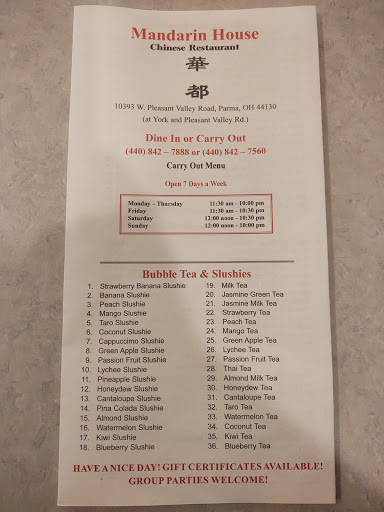 Mandarin House
Chinese Restaurant
華
都
10393 W. Pleasant Valley Road, Parma, OH 44130
(at York and Pleasant Valley Rd.)
Dine In or Carry Out
(440) 842 – 7888 or (440) 842 – 7560
Carry Out Menu
Open 7 Days a Week
Monday – Thursday 11:30 am - 10:00 pm
Friday 11:30 am - 10:30 pm
Saturday 12:00 noon - 10:30 pm
Sunday 12:00 noon - 10:00 pm
Bubble Tea & Slushies
1. Strawberry Banana Slushie
2. Banana Slushie
3. Peach Slushie
4. Mango Slushie
5. Taro Slushie
6. Coconut Slushie
7. Cappuccimo Slushie
8. Green Apple Slushie
9. Passion Fruit Slushie
10. Lychee Slushie
11. Pineapple Slushie
12. Honeydew Slushie
13. Cantaloupe Slushie
14. Pina Colada Slushie
15. Almond Slushie
16. Watermelon Slushie
17. Kiwi Slushie
18. Blueberry Slushie
19. Milk Tea
20. Jasmine Green Tea
21. Jasmine Milk Tea
22. Strawberry Tea
23. Peach Tea
24. Mango Tea
25. Green Apple Tea
26. Lychee Tea
27. Passion Fruit Tea
28. Thai Tea
29. Almond Milk Tea
30. Honeydew Tea
31. Cantaloupe Tea
32. Taro Tea
33. Watermelon Tea
34. Coconut Tea
35. Kiwi Tea
36. Blueberry Tea
HAVE A NICE DAY! GIFT CERTIFICATES AVAILABLE!
GROUP PARTIES WELCOME!